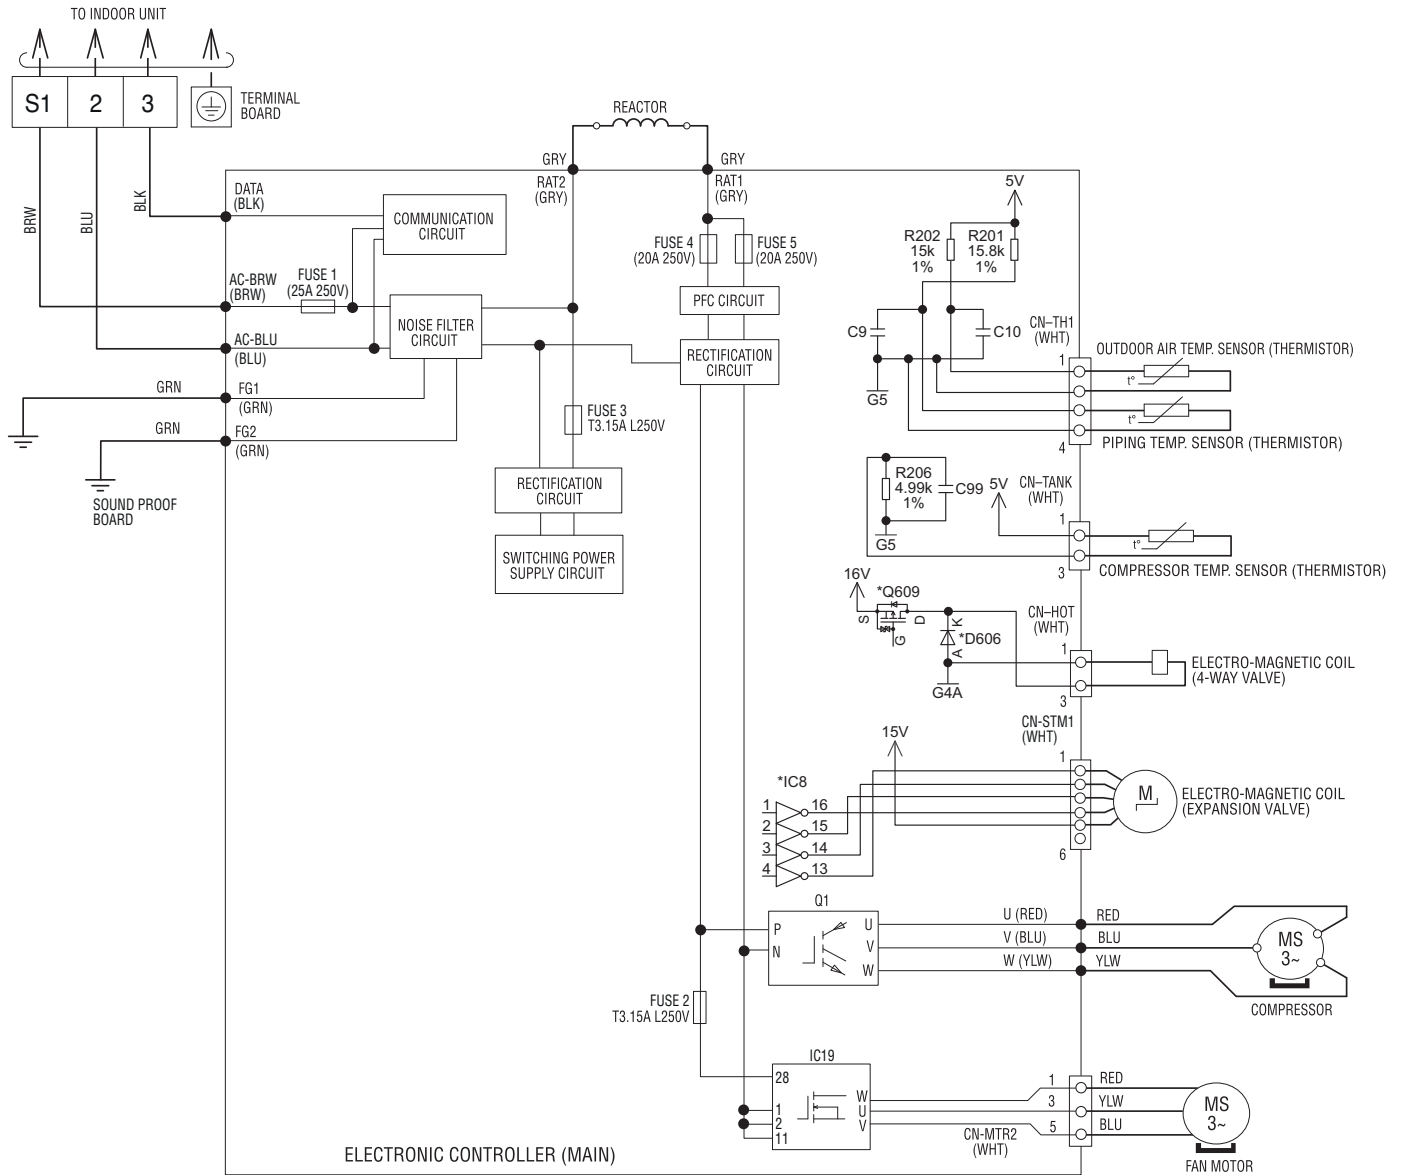 TO INDOOR UNIT
S1
2
3
TERMINAL
BOARD
REACTOR
GRY
GRY
RAT2
(GRY)
RAT1
(GRY)
BRW
BLU
BLK
DATA
(BLK)
COMMUNICATION
CIRCUIT
AC-BRW
(BRW)
FUSE 1
(25A 250V)
NOISE FILTER
CIRCUIT
AC-BLU
(BLU)
GRN
FG1
(GRN)
GRN
FG2
(GRN)
SOUND PROOF
BOARD
FUSE 4
(20A 250V)
FUSE 5
(20A 250V)
PFC CIRCUIT
RECTIFICATION
CIRCUIT
FUSE 3
T3.15A L250V
RECTIFICATION
CIRCUIT
SWITCHING POWER
SUPPLY CIRCUIT
5V
R202
15k
1%
R201
15.8k
1%
C9
C10
G5
CN–TH1
(WHT)
1
4
OUTDOOR AIR TEMP. SENSOR (THERMISTOR)
t°
t°
PIPING TEMP. SENSOR (THERMISTOR)
R206
4.99k
1%
C99
G5
5V
CN–TANK
(WHT)
1
3
t°
COMPRESSOR TEMP. SENSOR (THERMISTOR)
16V
*Q609
S
D
G
K
*D606
A
G4A
CN–HOT
(WHT)
1
3
ELECTRO-MAGNETIC COIL
(4-WAY VALVE)
CN-STM1
(WHT)
15V
*IC8
1
16
2
15
3
14
4
13
1
6
M
ELECTRO-MAGNETIC COIL
(EXPANSION VALVE)
Q1
P
N
U
V
W
U (RED)
RED
V (BLU)
BLU
W (YLW)
YLW
MS
3~
COMPRESSOR
FUSE 2
T3.15A L250V
IC19
28
1
2
11
W
U
V
1
3
5
RED
YLW
BLU
CN-MTR2
(WHT)
MS
3~
FAN MOTOR
ELECTRONIC CONTROLLER (MAIN)